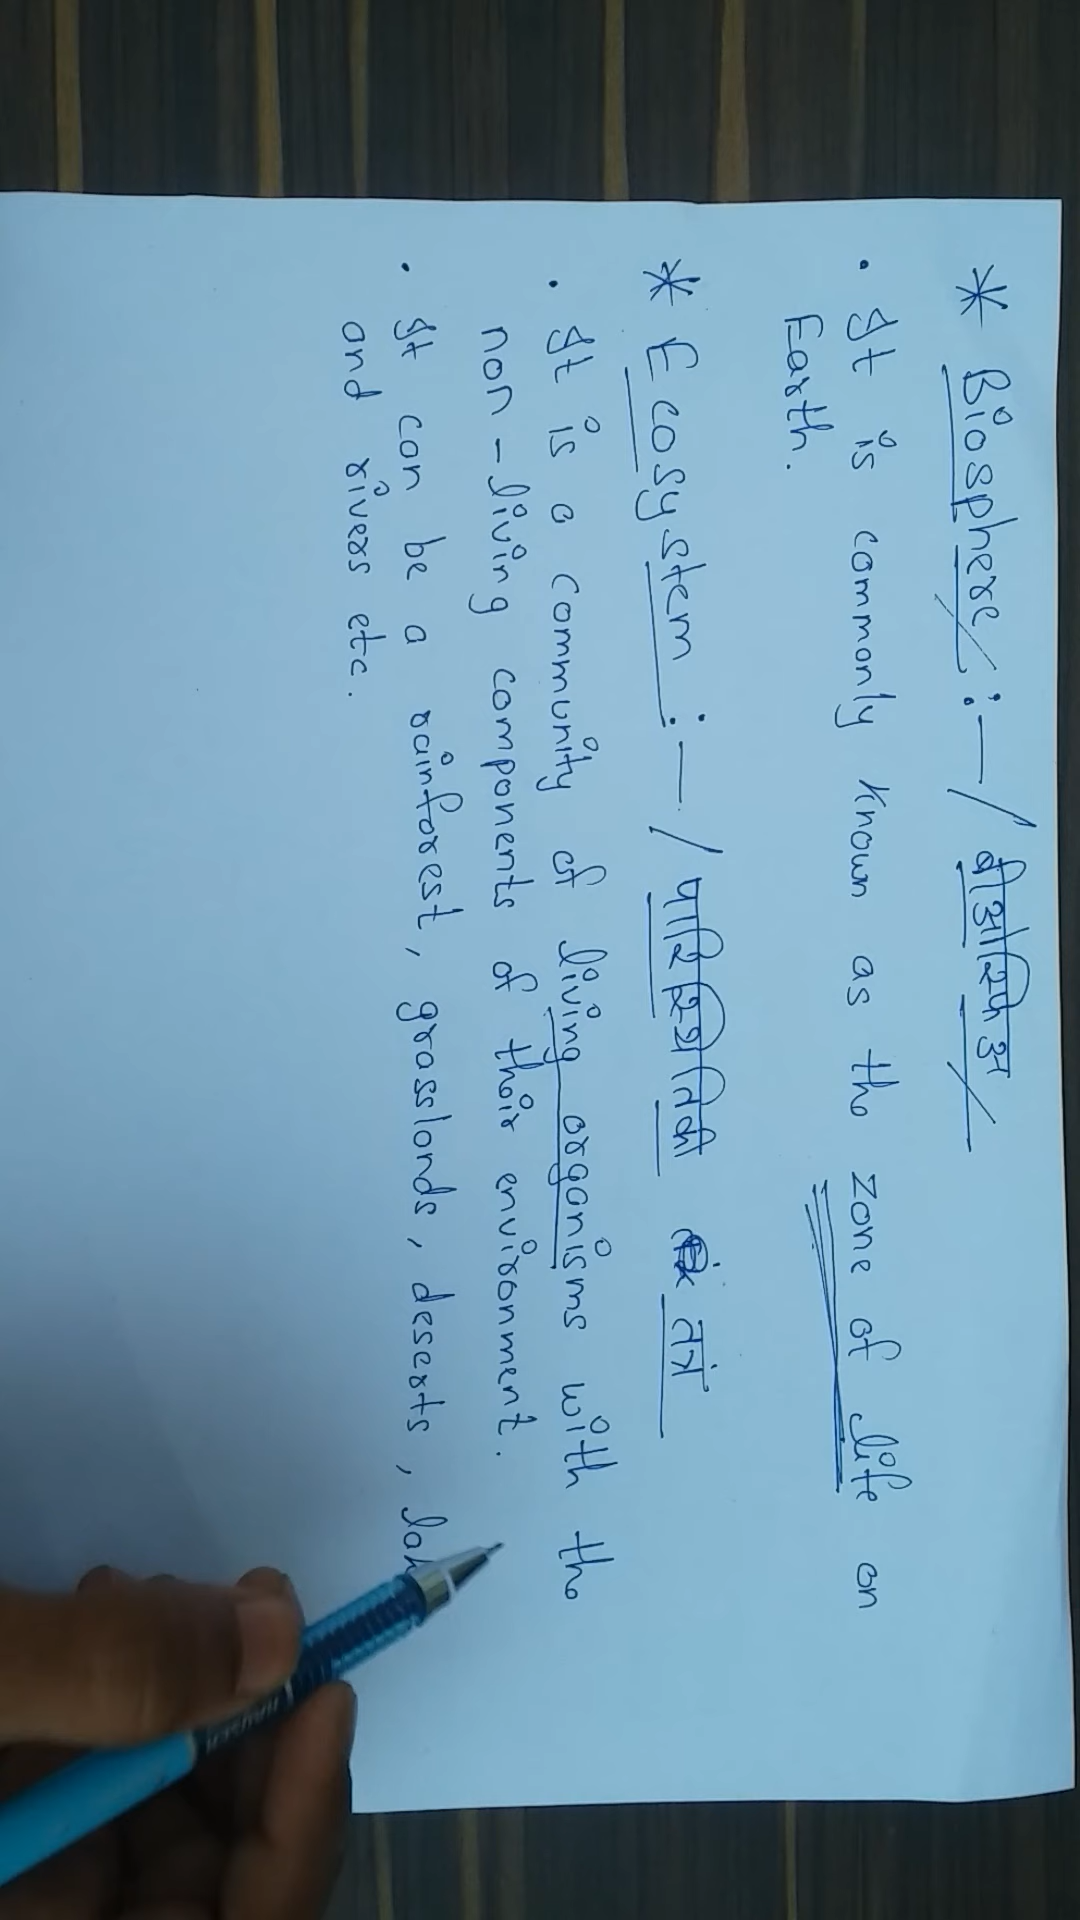 * Biosphere :- / बीओस्फिअ
• It is commonly known as the zone of life on
Earth.
* Ecosystem :- / पारिस्थितिकी तंत्र
• It is a community of living organisms with the
non-living components of their environment.
• It can be a rainforest, grasslands, deserts,
and rivers etc.
HAUSER